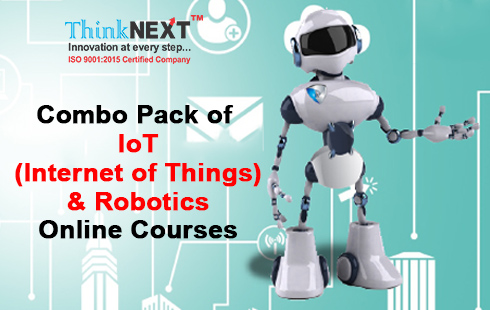 ThinkNEXT™
Innovation at every step...
ISO 9001:2015 Certified Company
Combo Pack of
IoT
(Internet of Things)
& Robotics
Online Courses